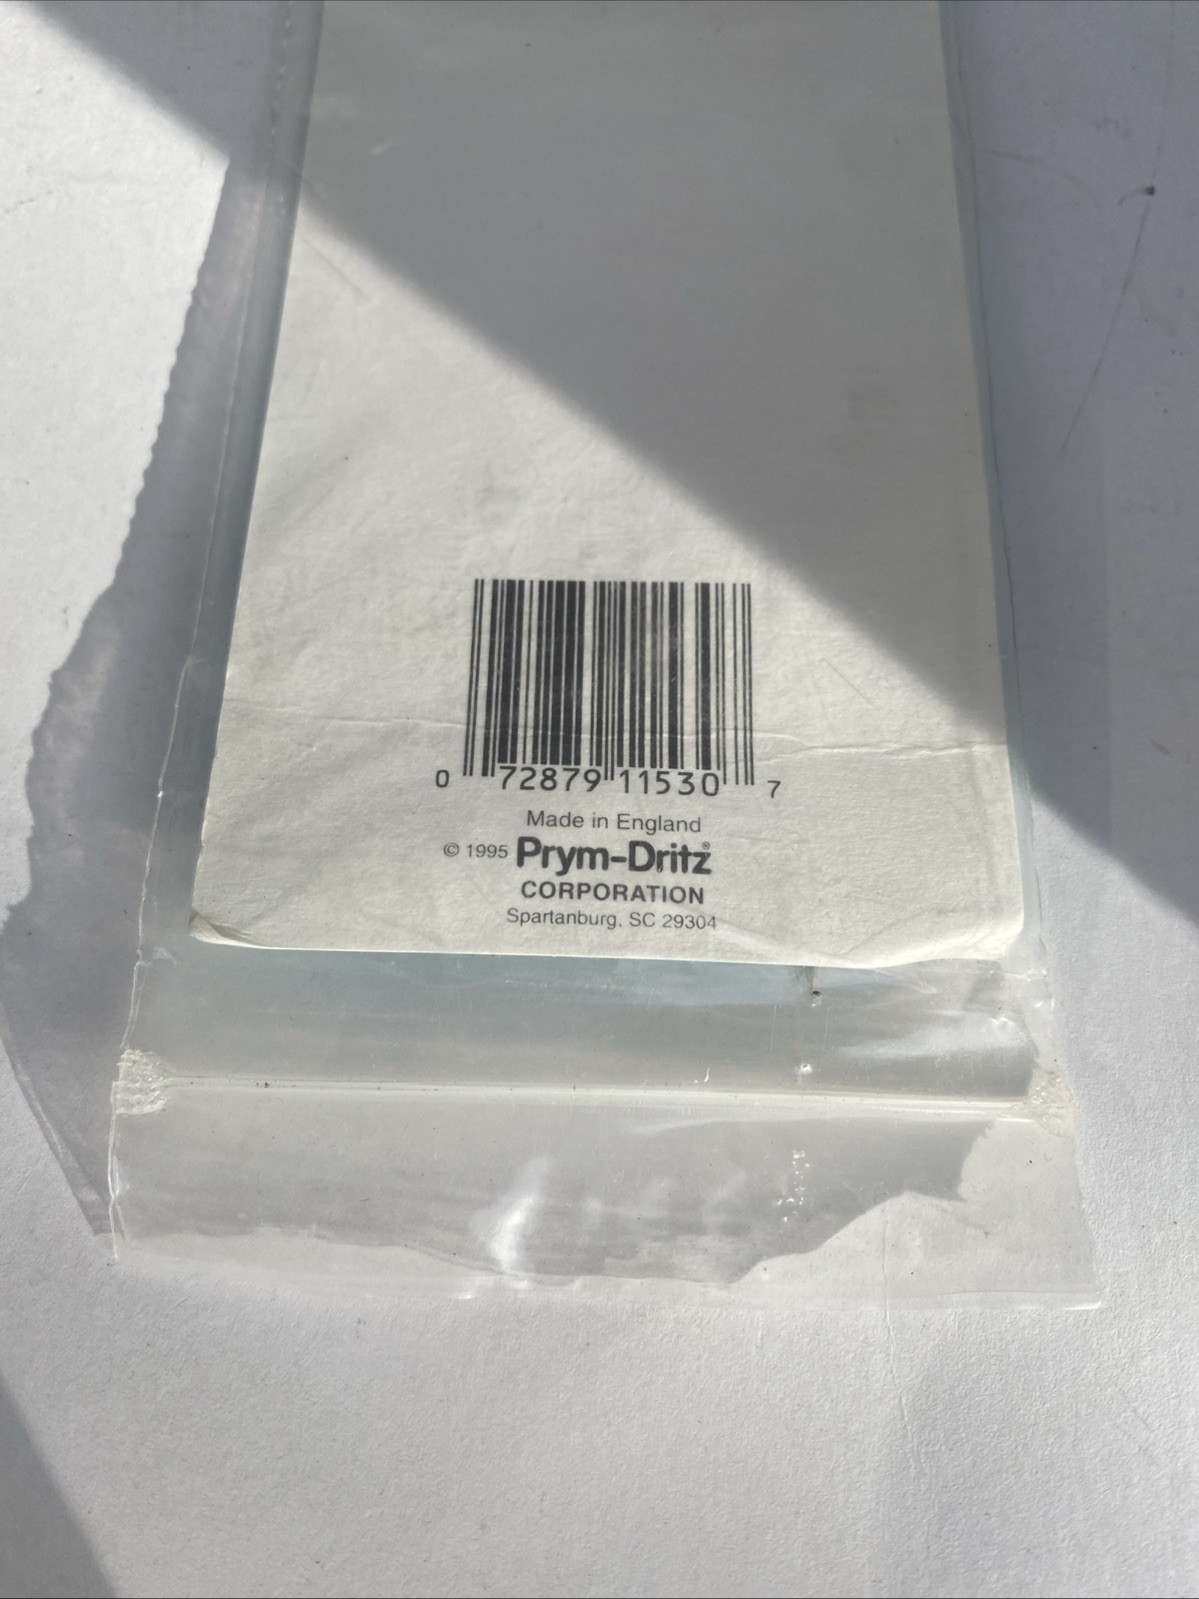 0 72879 11530 7
Made in England
© 1995 Prym-Dritz®
CORPORATION
Spartanburg, SC 29304